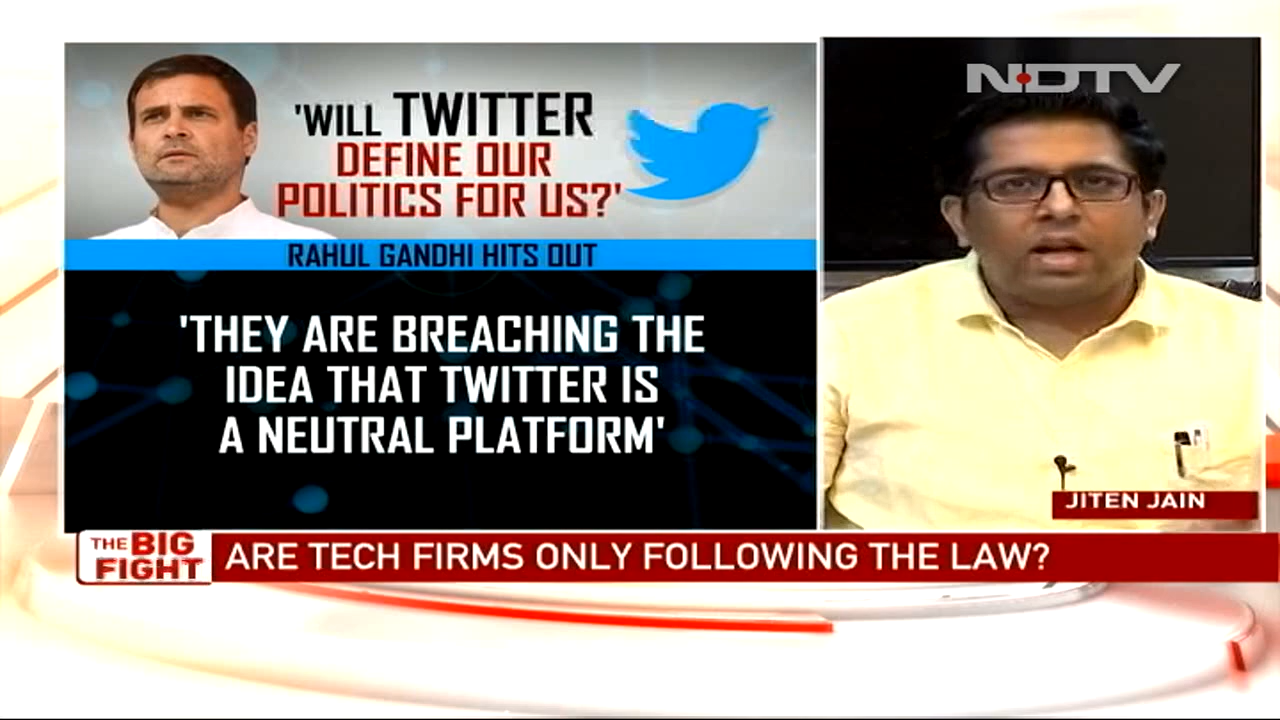 'WILL TWITTER
DEFINE OUR
POLITICS FOR US?'
RAHUL GANDHI HITS OUT
'THEY ARE BREACHING THE
IDEA THAT TWITTER IS
A NEUTRAL PLATFORM'
NDTV
JITEN JAIN
THE BIG
FIGHT
ARE TECH FIRMS ONLY FOLLOWING THE LAW?